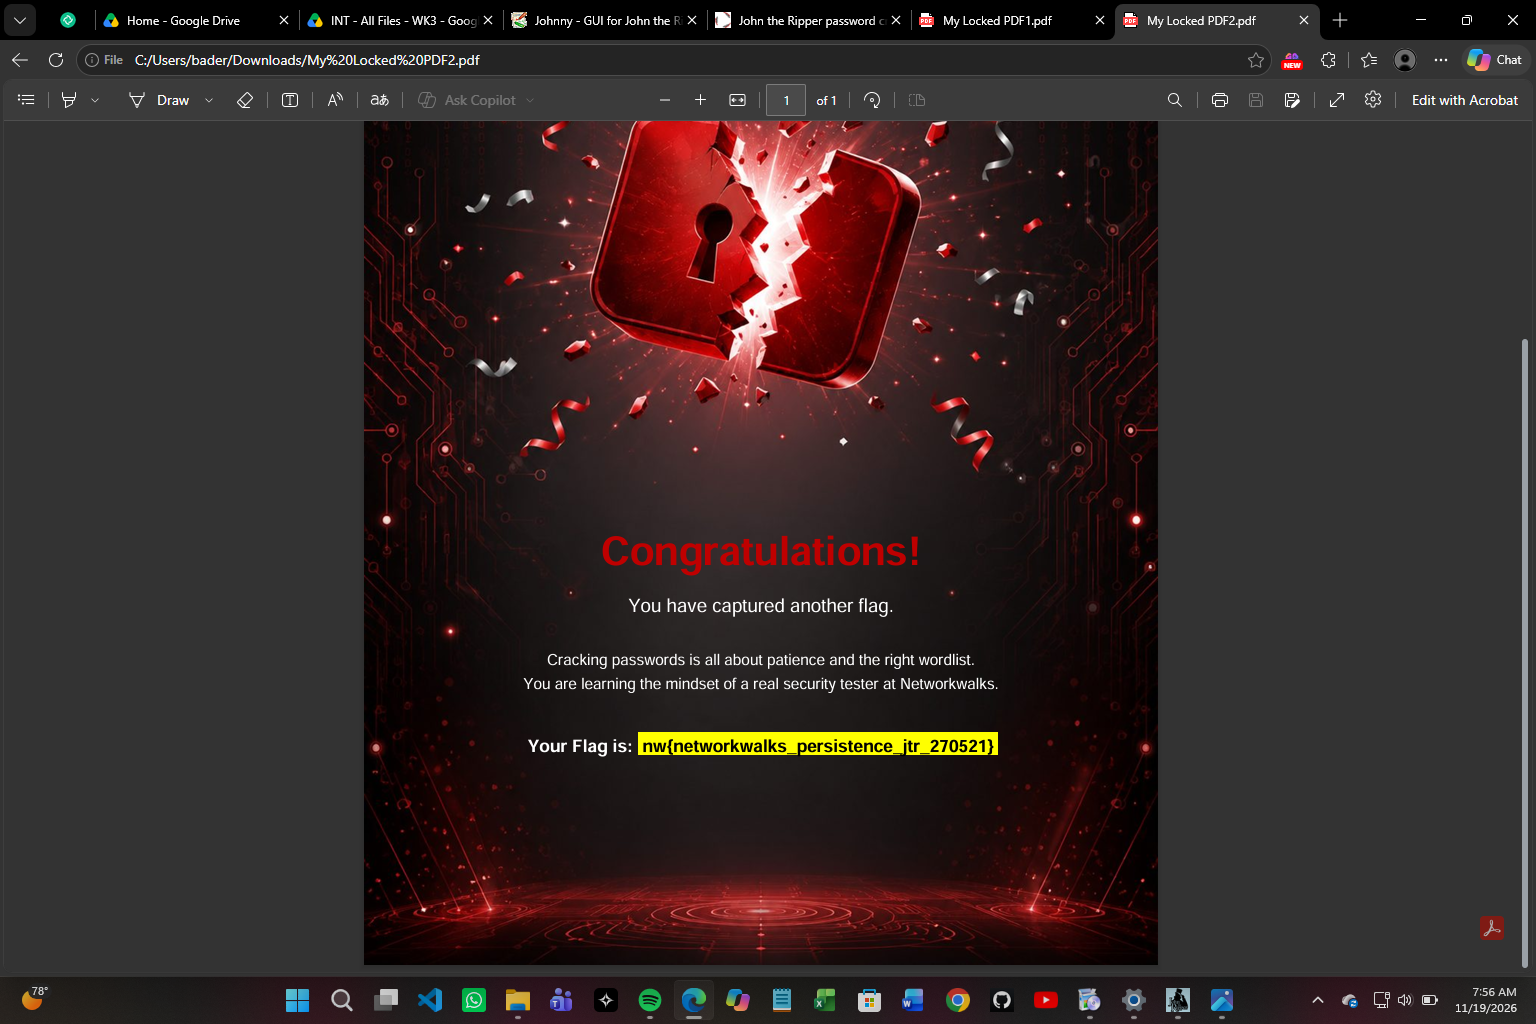 Home - Google Drive
INT - All Files - WK3 - Goog
Johnny - GUI for John the Ri
John the Ripper password c
My Locked PDF1.pdf
My Locked PDF2.pdf
File
C:/Users/bader/Downloads/My%20Locked%20PDF2.pdf
NEW
Chat
Draw
A
aあ
Ask Copilot
1
of 1
Edit with Acrobat
Congratulations!
You have captured another flag.
Cracking passwords is all about patience and the right wordlist.
You are learning the mindset of a real security tester at Networkwalks.
Your Flag is: nw{networkwalks_persistence_jtr_270521}
78°
7:56 AM
11/19/2026